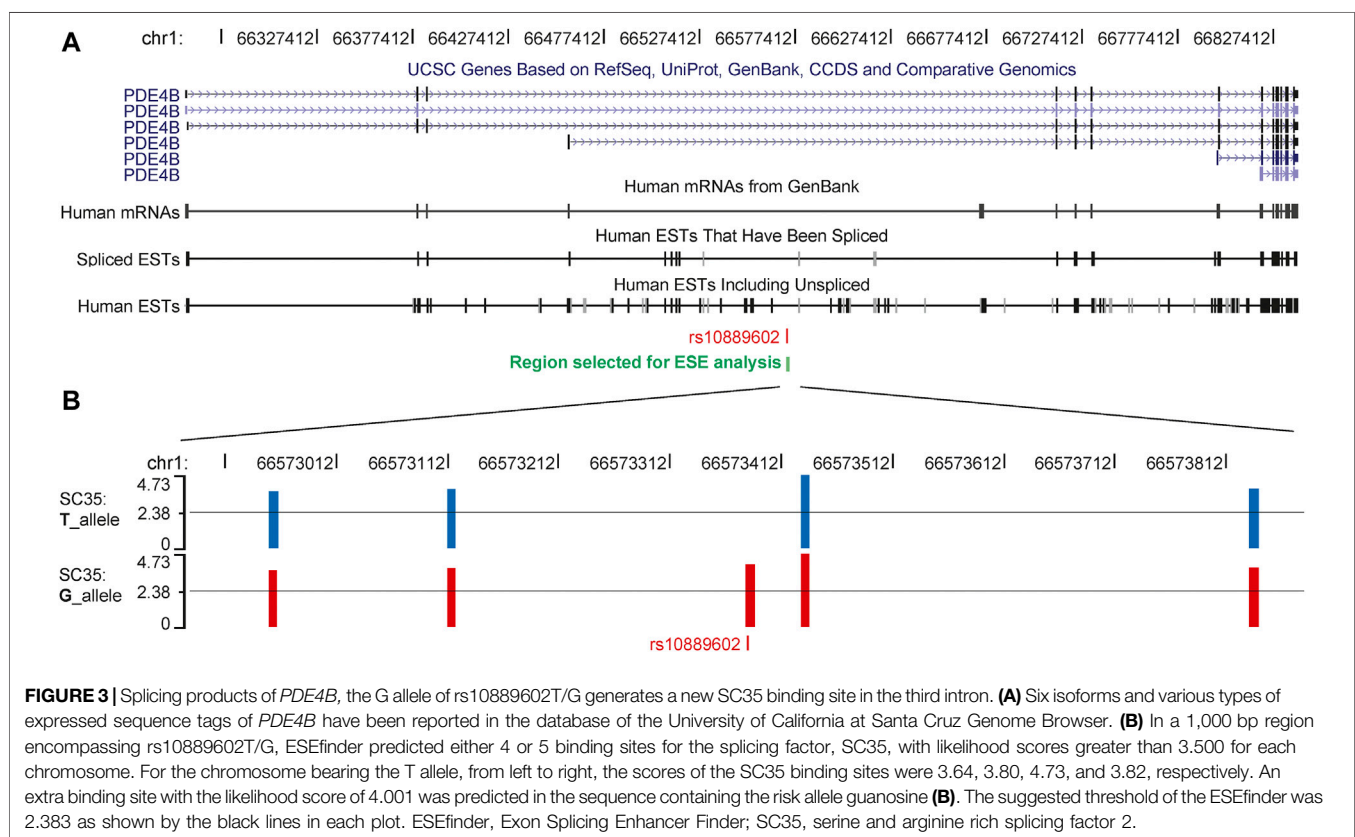 A
chr1: 66327412 66377412 66427412 66477412 66527412 66577412 66627412 66677412 66727412 66777412 66827412
UCSC Genes Based on RefSeq, UniProt, GenBank, CCDS and Comparative Genomics
PDE4B
PDE4B
PDE4B
PDE4B
PDE4B
PDE4B
Human mRNAs from GenBank
Human mRNAs
Human ESTs That Have Been Spliced
Spliced ESTs
Human ESTs Including Unspliced
Human ESTs
rs10889602
Region selected for ESE analysis
B
chr1: 66573012 66573112 66573212 66573312 66573412 66573512 66573612 66573712 66573812
SC35:
T_allele
4.73
2.38
0
SC35:
G_allele
4.73
2.38
0
rs10889602
FIGURE 3 | Splicing products of PDE4B, the G allele of rs10889602T/G generates a new SC35 binding site in the third intron. (A) Six isoforms and various types of
expressed sequence tags of PDE4B have been reported in the database of the University of California at Santa Cruz Genome Browser. (B) In a 1,000 bp region
encompassing rs10889602T/G, ESEfinder predicted either 4 or 5 binding sites for the splicing factor, SC35, with likelihood scores greater than 3.500 for each
chromosome. For the chromosome bearing the T allele, from left to right, the scores of the SC35 binding sites were 3.64, 3.80, 4.73, and 3.82, respectively. An
extra binding site with the likelihood score of 4.001 was predicted in the sequence containing the risk allele guanosine (B). The suggested threshold of the ESEfinder was
2.383 as shown by the black lines in each plot. ESEfinder, Exon Splicing Enhancer Finder; SC35, serine and arginine rich splicing factor 2.